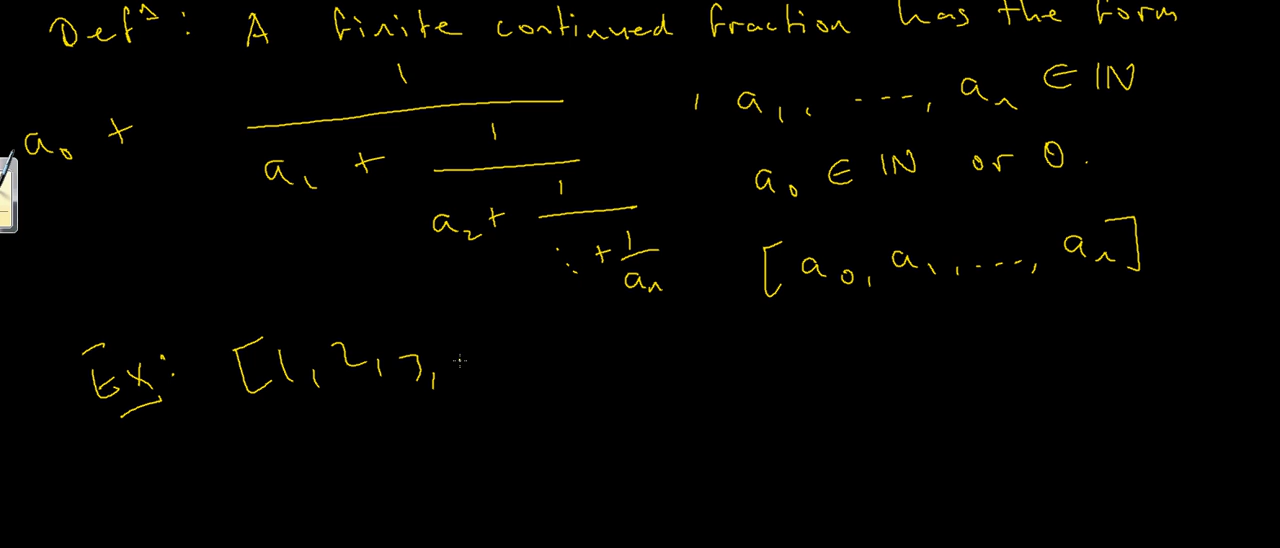 Defn: A finite continued fraction has the form
a₀ + 1/(a₁ + 1/(a₂ + 1/(⋱ + 1/aₙ))) , a₁, ..., aₙ ∈ ℕ
a₀ ∈ ℕ or 0.
[a₀, a₁, ..., aₙ]
Ex: [1, 2, 3,